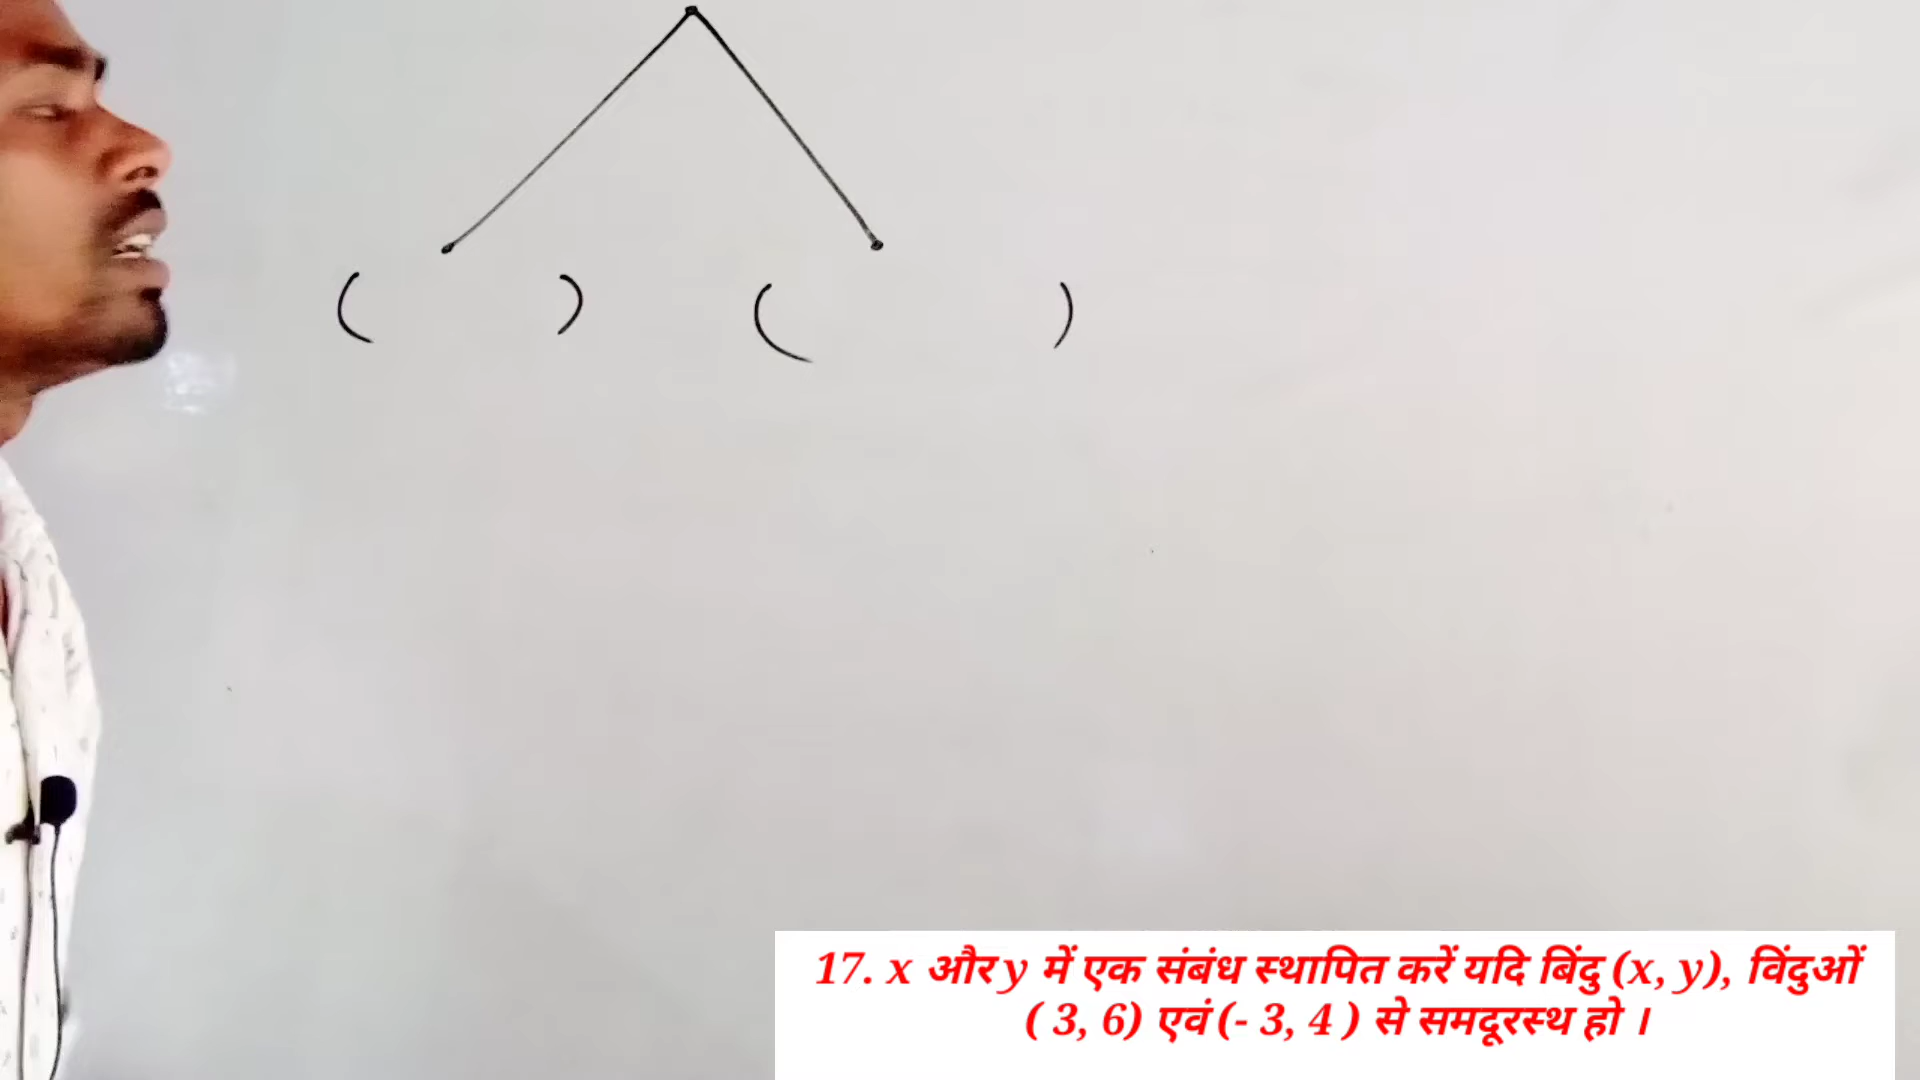 ( ) ( )
17. x और y में एक संबंध स्थापित करें यदि बिंदु (x, y), विंदुओं
( 3, 6) एवं (- 3, 4 ) से समदूरस्थ हो ।